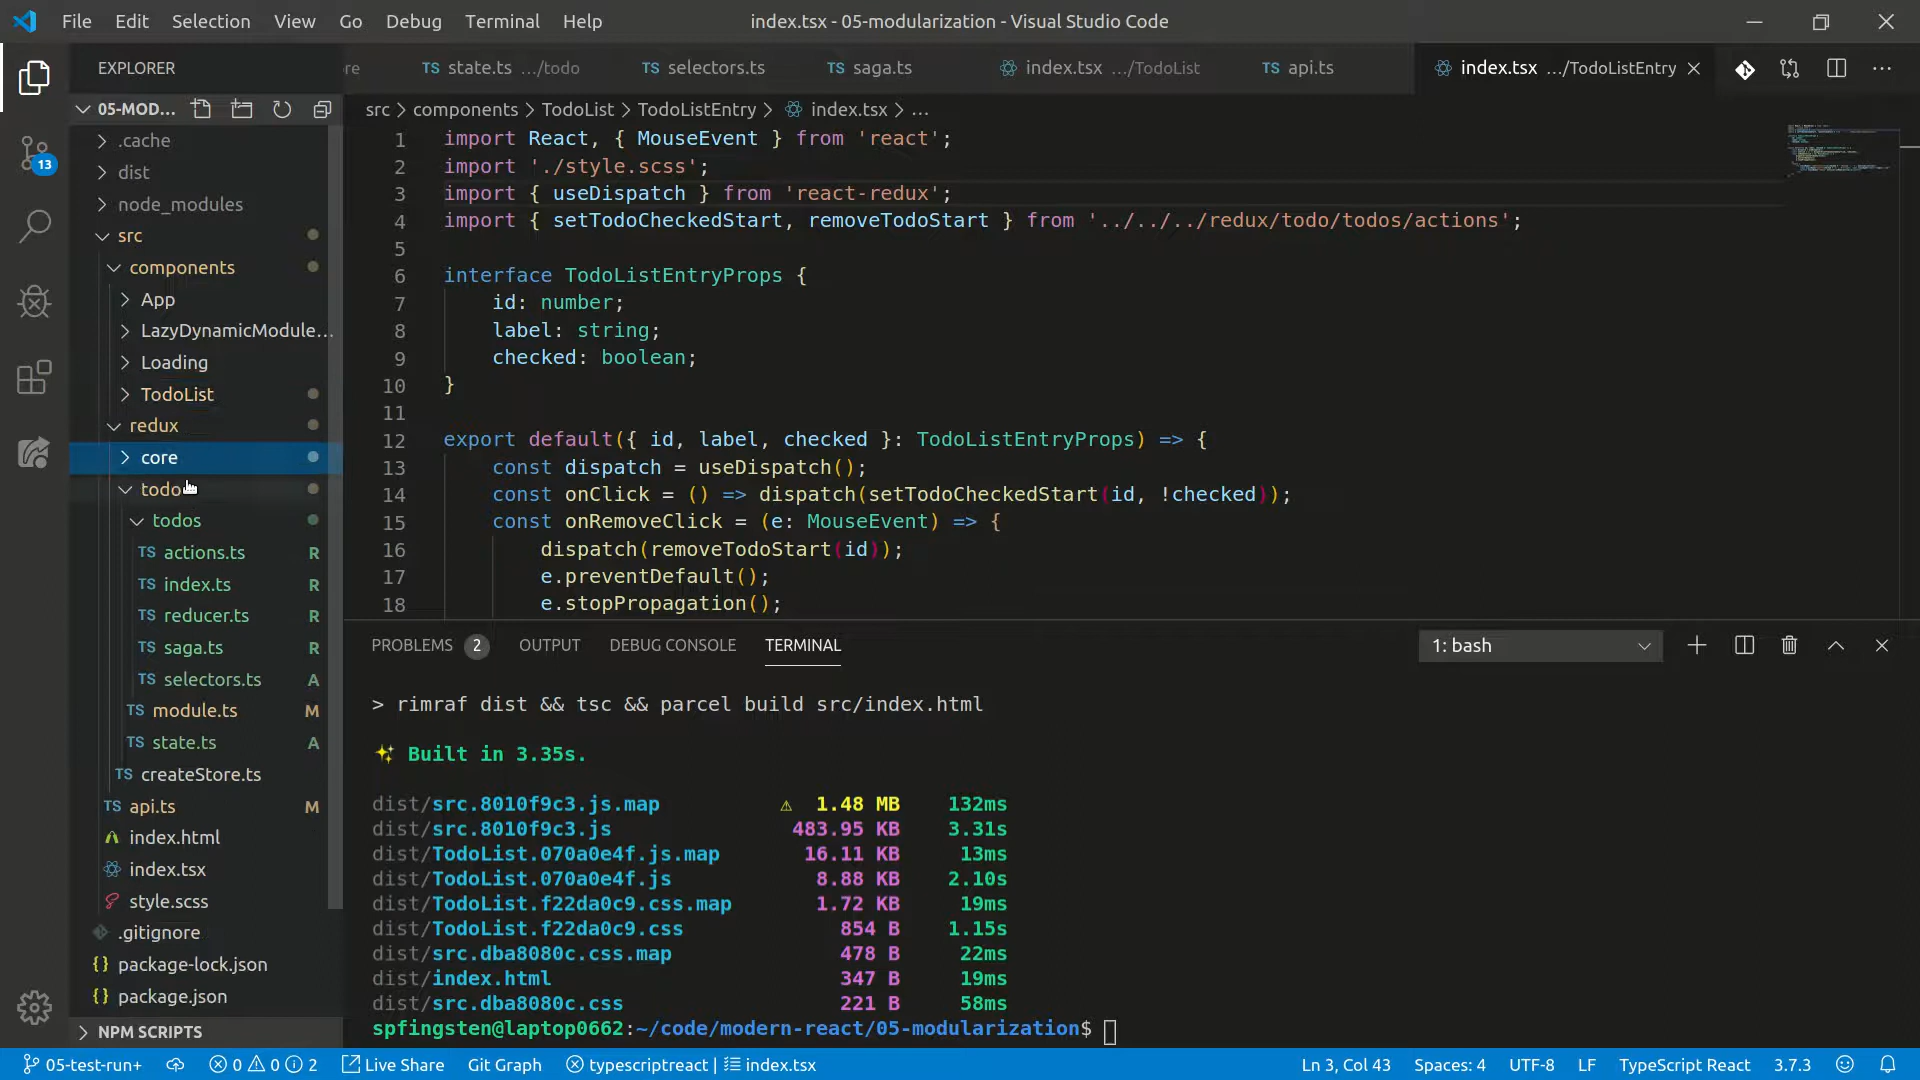 File Edit Selection View Go Debug Terminal Help
index.tsx - 05-modularization - Visual Studio Code
EXPLORER
05-MOD...
.cache
dist
node_modules
src
components
App
LazyDynamicModule...
Loading
TodoList
redux
core
todo
todos
TS actions.ts R
TS index.ts R
TS reducer.ts R
TS saga.ts R
TS selectors.ts A
TS module.ts M
TS state.ts A
TS createStore.ts
TS api.ts M
index.html
index.tsx
style.scss
.gitignore
{} package-lock.json
{} package.json
NPM SCRIPTS
13
re TS state.ts .../todo TS selectors.ts TS saga.ts index.tsx .../TodoList TS api.ts index.tsx .../TodoListEntry
src > components > TodoList > TodoListEntry > index.tsx > ...
1 import React, { MouseEvent } from 'react';
2 import './style.scss';
3 import { useDispatch } from 'react-redux';
4 import { setTodoCheckedStart, removeTodoStart } from '../../../redux/todo/todos/actions';
5
6 interface TodoListEntryProps {
7 id: number;
8 label: string;
9 checked: boolean;
10 }
11
12 export default({ id, label, checked }: TodoListEntryProps) => {
13 const dispatch = useDispatch();
14 const onClick = () => dispatch(setTodoCheckedStart(id, !checked));
15 const onRemoveClick = (e: MouseEvent) => {
16 dispatch(removeTodoStart(id));
17 e.preventDefault();
18 e.stopPropagation();
PROBLEMS 2 OUTPUT DEBUG CONSOLE TERMINAL 1: bash
> rimraf dist && tsc && parcel build src/index.html
✨ Built in 3.35s.
dist/src.8010f9c3.js.map ⚠ 1.48 MB 132ms
dist/src.8010f9c3.js 483.95 KB 3.31s
dist/TodoList.070a0e4f.js.map 16.11 KB 13ms
dist/TodoList.070a0e4f.js 8.88 KB 2.10s
dist/TodoList.f22da0c9.css.map 1.72 KB 19ms
dist/TodoList.f22da0c9.css 854 B 1.15s
dist/src.dba8080c.css.map 478 B 22ms
dist/index.html 347 B 19ms
dist/src.dba8080c.css 221 B 58ms
spfingsten@laptop0662:~/code/modern-react/05-modularization$
05-test-run+ 0 0 2 Live Share Git Graph typescriptreact | index.tsx Ln 3, Col 43 Spaces: 4 UTF-8 LF TypeScript React 3.7.3